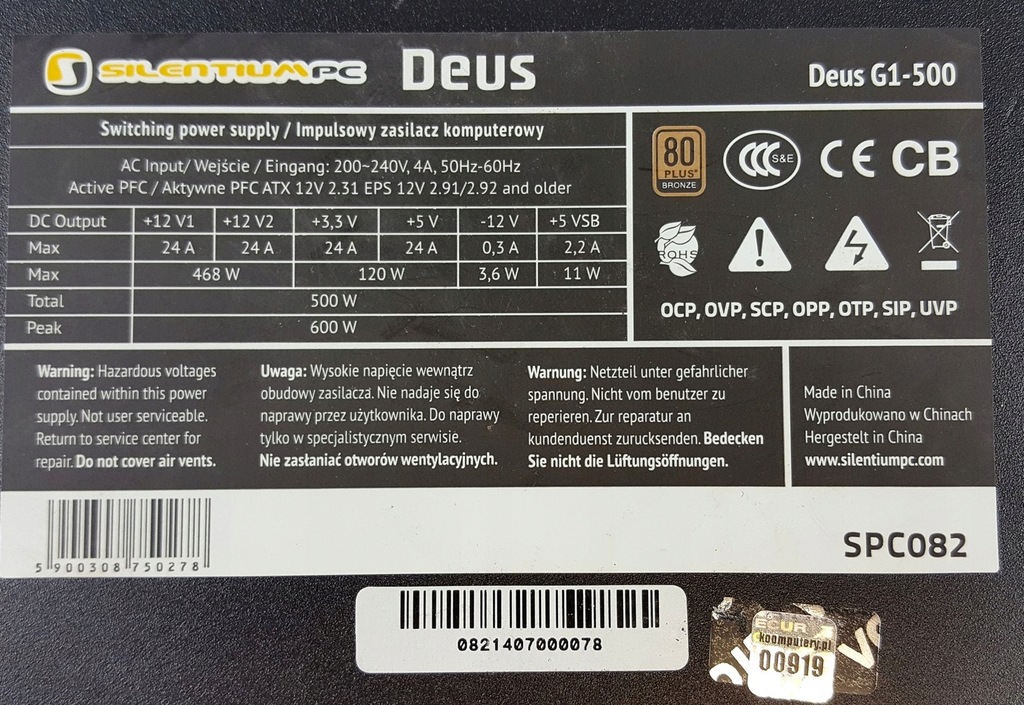 SILENTIUMPC Deus Deus G1-500
Switching power supply / Impulsowy zasilacz komputerowy
AC Input/ Wejście / Eingang: 200~240V, 4A, 50Hz-60Hz
Active PFC / Aktywne PFC ATX 12V 2.31 EPS 12V 2.91/2.92 and older
DC Output +12 V1 +12 V2 +3,3 V +5 V -12 V +5 VSB
Max 24 A 24 A 24 A 24 A 0,3 A 2,2 A
Max 468 W 120 W 3,6 W 11 W
Total 500 W
Peak 600 W
80
PLUS®
BRONZE
CCC S&E
CE CB
ROHS
OCP, OVP, SCP, OPP, OTP, SIP, UVP
Warning: Hazardous voltages
contained within this power
supply. Not user serviceable.
Return to service center for
repair. Do not cover air vents.
Uwaga: Wysokie napięcie wewnątrz
obudowy zasilacza. Nie nadaje się do
naprawy przez użytkownika. Do naprawy
tylko w specjalistycznym serwisie.
Nie zasłaniać otworów wentylacyjnych.
Warnung: Netzteil unter gefahrlicher
spannung. Nicht vom benutzer zu
reperieren. Zur reparatur an
kundenduenst zurucksenden. Bedecken
Sie nicht die Lüftungsöffnungen.
Made in China
Wyprodukowano w Chinach
Hergestelt in China
www.silentiumpc.com
5 900308 750278
SPC082
0821407000078
ECUR
koomputery.pl
00919